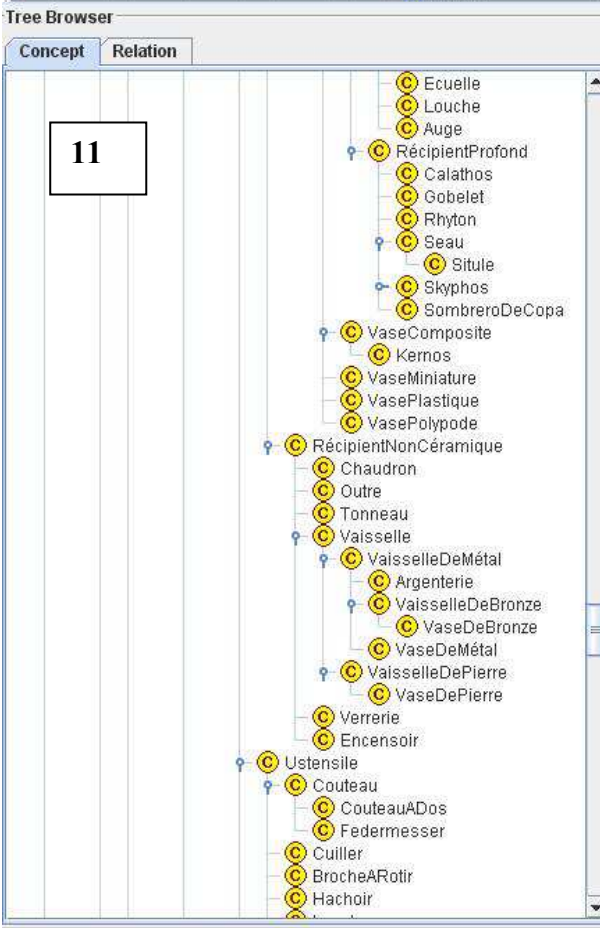 Tree Browser
Concept Relation
C Ecuelle
C Louche
11
C Auge
C RécipientProfond
C Calathos
C Gobelet
C Rhyton
C Seau
C Situle
C Skyphos
C SombreroDeCopa
C VaseComposite
C Kernos
C VaseMiniature
C VasePlastique
C VasePolypode
C RécipientNonCéramique
C Chaudron
C Outre
C Tonneau
C Vaisselle
C VaisselleDeMétal
C Argenterie
C VaisselleDeBronze
C VaseDeBronze
C VaseDeMétal
C VaisselleDePierre
C VaseDePierre
C Verrerie
C Encensoir
C Ustensile
C Couteau
C CouteauADos
C Federmesser
C Cuiller
C BrocheARotir
C Hachoir